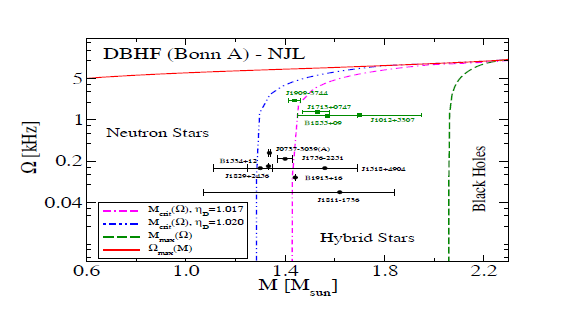 DBHF (Bonn A) - NJL
5
1
0.2
0.04
Ω [kHz]
Neutron Stars
Hybrid Stars
Black Holes
J1909-3744
J1713+0747
B1855+09
J1012+5307
J0737-3039(A)
B1534+12
J1756-2251
J1829+2456
J1518+4904
B1913+16
J1811-1736
M_crit(Ω), η_D=1.017
M_crit(Ω), η_D=1.020
M_max(Ω)
Ω_max(M)
0.6 1 1.4 1.8 2.2
M [M_sun]